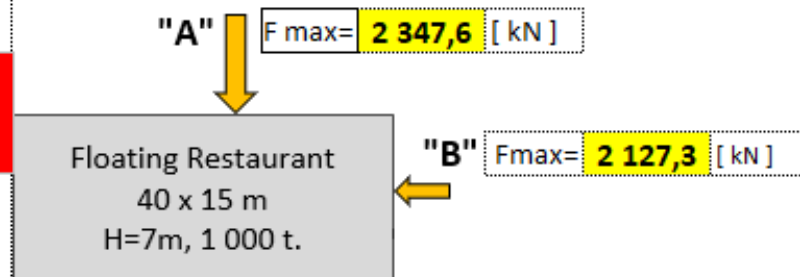 "A" F max= 2 347,6 [ kN ]
"B" Fmax= 2 127,3 [ kN ]
Floating Restaurant
40 x 15 m
H=7m, 1 000 t.